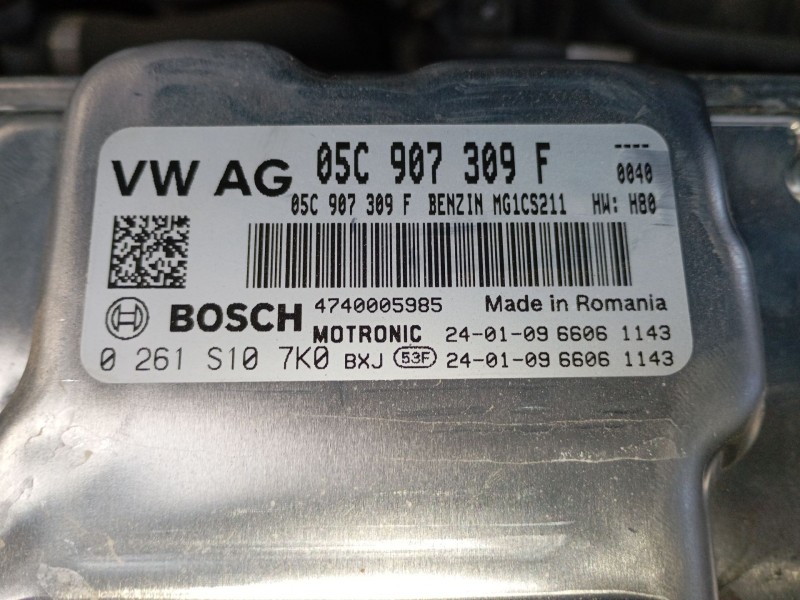 VW AG 05C 907 309 F ----
0040
05C 907 309 F BENZIN MG1CS211 HW: H80
BOSCH 4740005985 Made in Romania
MOTRONIC 24-01-09 6606 1143
0 261 S10 7K0 BXJ 53F 24-01-09 6606 1143